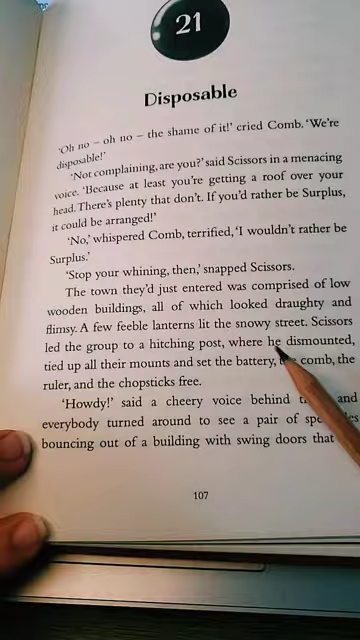 21
Disposable
'Oh no – oh no – the shame of it!' cried Comb. 'We're
disposable!'
'Not complaining, are you?' said Scissors in a menacing
voice. 'Because at least you're getting a roof over your
head. There's plenty that don't. If you'd rather be Surplus,
it could be arranged!'
'No,' whispered Comb, terrified, 'I wouldn't rather be
Surplus.'
'Stop your whining, then,' snapped Scissors.
The town they'd just entered was comprised of low
wooden buildings, all of which looked draughty and
flimsy. A few feeble lanterns lit the snowy street. Scissors
led the group to a hitching post, where he dismounted,
tied up all their mounts and set the battery, comb, the
ruler, and the chopsticks free.
'Howdy!' said a cheery voice behind and
everybody turned around to see a pair of
bouncing out of a building with swing doors that
107